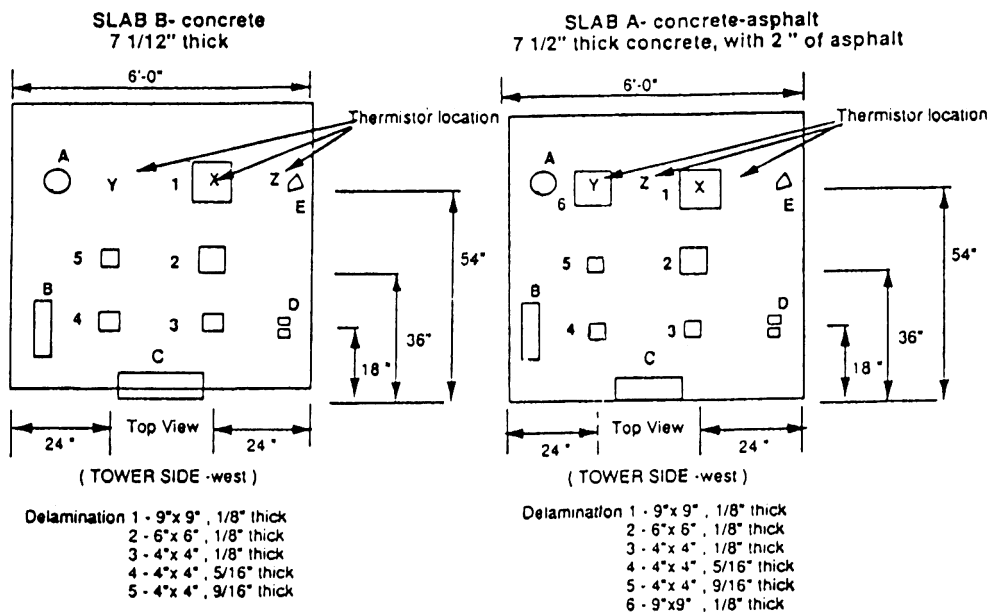 SLAB B- concrete
7 1/12" thick
6'-0"
Thermistor location
A
Y
1
X
Z
E
5
2
54"
B
4
3
D
36"
18"
C
24"
Top View
24"
( TOWER SIDE -west )
Delamination 1 - 9"x 9" , 1/8" thick
2 - 6"x 6" , 1/8" thick
3 - 4"x 4" , 1/8" thick
4 - 4"x 4" , 5/16" thick
5 - 4"x 4" , 9/16" thick
SLAB A- concrete-asphalt
7 1/2" thick concrete, with 2 " of asphalt
6'-0"
Thermistor location
A
6
Y
Z
1
X
E
5
2
54"
B
4
3
D
36"
18"
C
24"
Top View
24"
( TOWER SIDE -west )
Delamination 1 - 9"x 9" , 1/8" thick
2 - 6"x 6" , 1/8" thick
3 - 4"x 4" , 1/8" thick
4 - 4"x 4" , 5/16" thick
5 - 4"x 4" , 9/16" thick
6 - 9"x9" , 1/8" thick